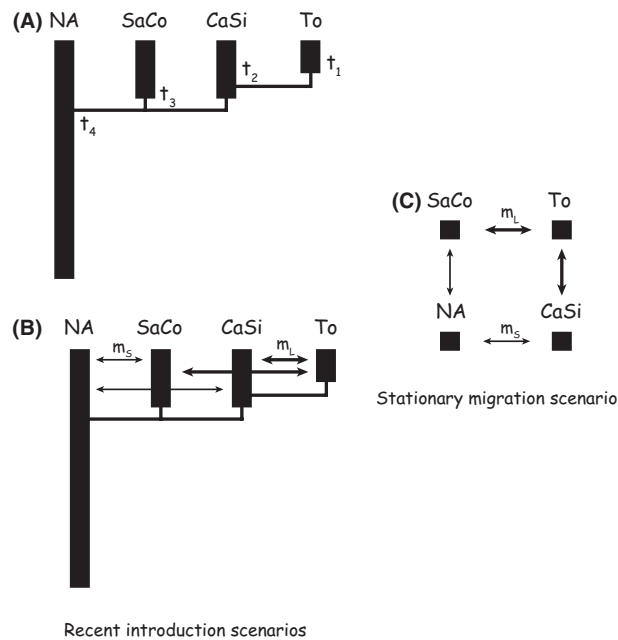 (A) NA SaCo CaSi To
t1
t2
t3
t4
(B) NA SaCo CaSi To
mS mL
Recent introduction scenarios
(C) SaCo To
mL
NA CaSi
mS
Stationary migration scenario